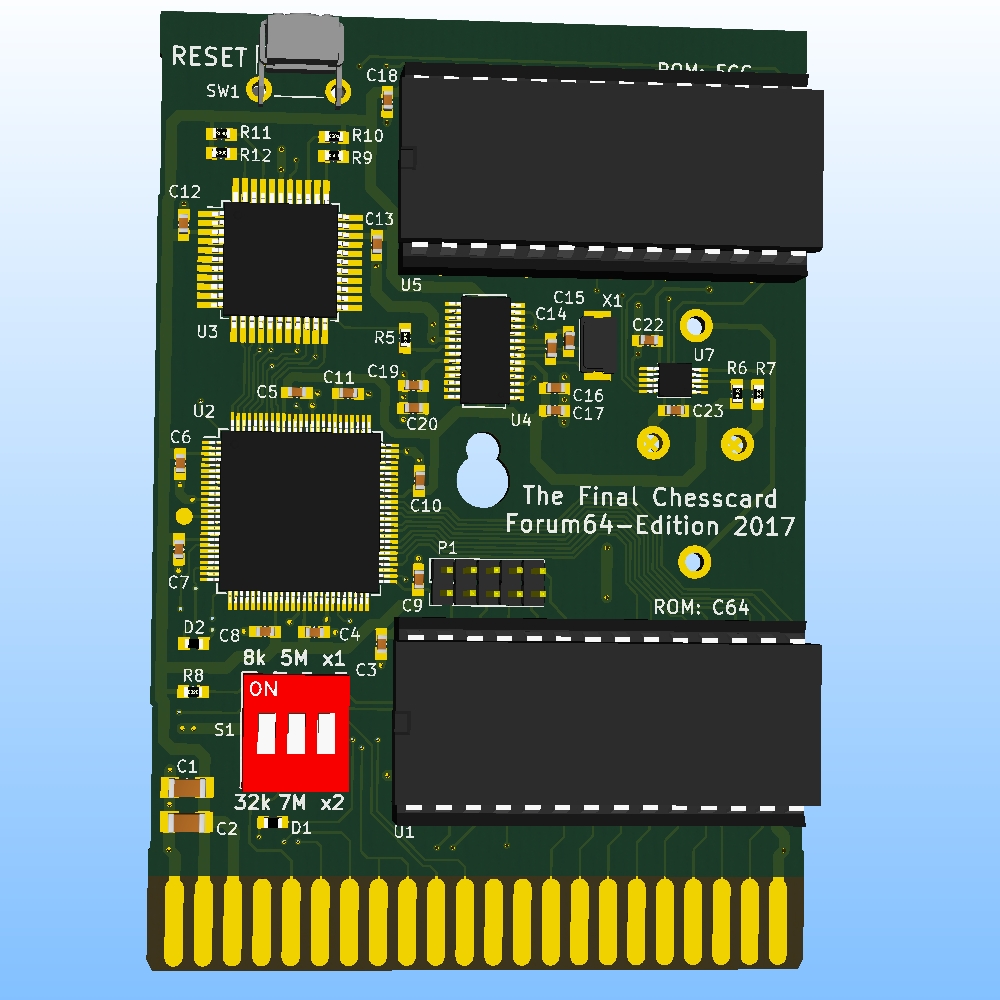 RESET
SW1
C18
R11
R10
R12
R9
C12
C13
U5
U3
C15
X1
C14
R5
C22
U7
C19
R6 R7
C11
C5
C16
C20
U4
C17
C23
U2
C6
The Final Chesscard
Forum64-Edition 2017
C10
P1
C7
C9
ROM: C64
D2
C8
C4
8k 5M x1
C3
R8
ON
S1
C1
32k 7M x2
C2
D1
U1